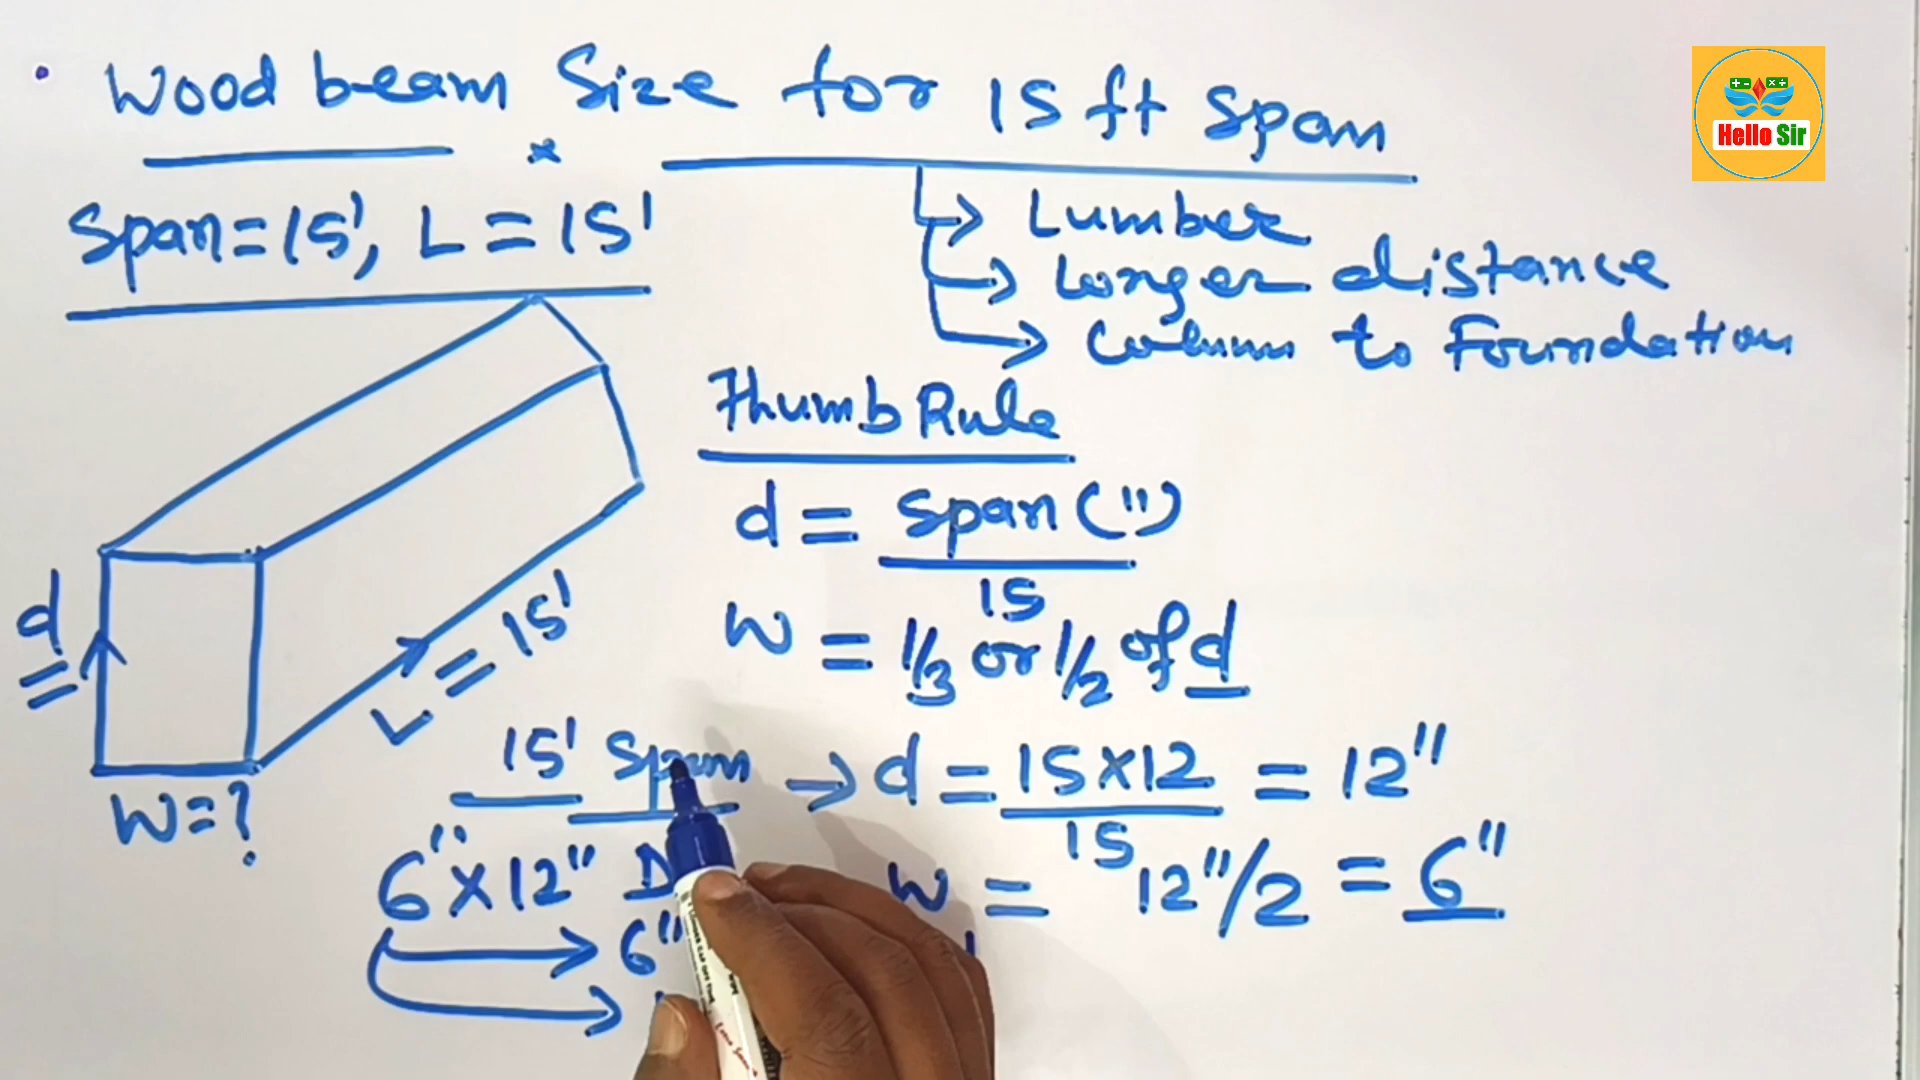 Wood beam Size for 15 ft Span
Span=15', L=15'
Lumber
Longer distance
Column to Foundation
Thumb Rule
d = Span ('')
15
W = 1/3 or 1/2 of d
d
L = 15'
W=?
15' Span → d = 15×12 = 12''
15
6''×12''
W = 12''/2 = 6''
6''
Hello Sir